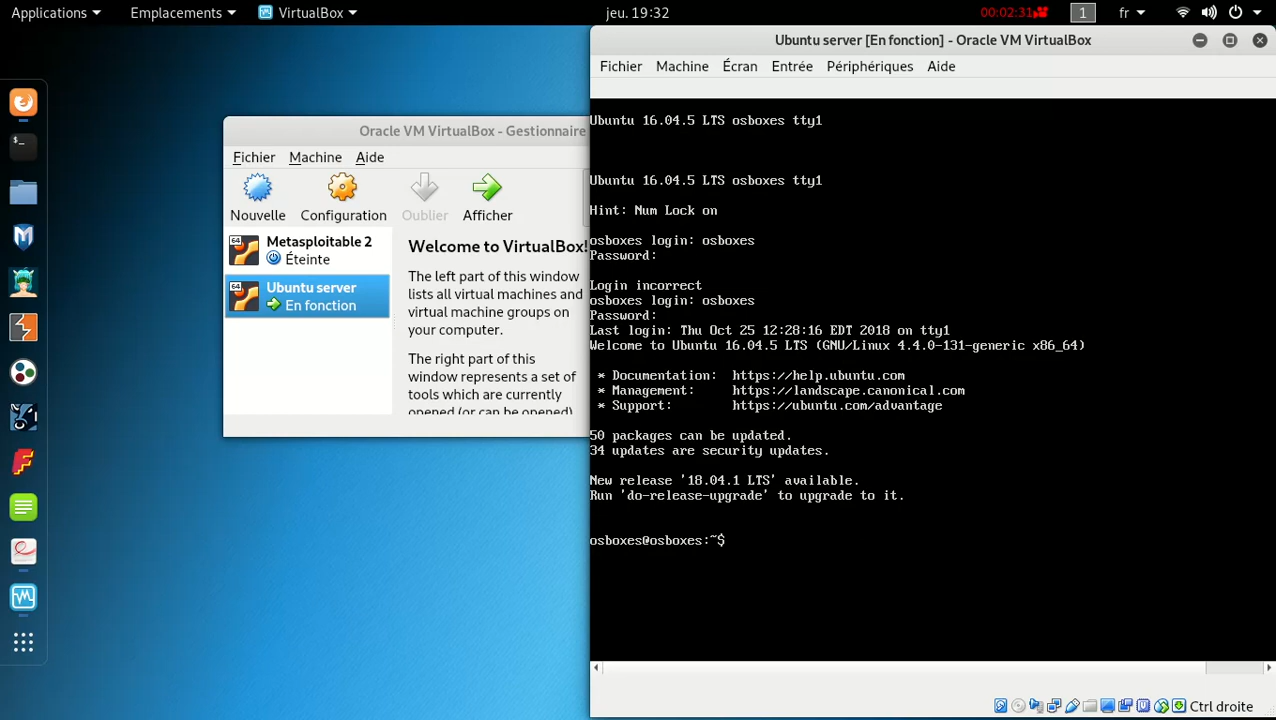 Applications
Emplacements
VirtualBox
jeu. 19:32
00:02:31
1
fr
Oracle VM VirtualBox - Gestionnaire
Fichier Machine Aide
Nouvelle Configuration Oublier Afficher
Metasploitable 2
Éteinte
Ubuntu server
En fonction
Welcome to VirtualBox!
The left part of this window
lists all virtual machines and
virtual machine groups on
your computer.
The right part of this
window represents a set of
tools which are currently
opened (or can be opened)
Ubuntu server [En fonction] - Oracle VM VirtualBox
Fichier Machine Écran Entrée Périphériques Aide
Ubuntu 16.04.5 LTS osboxes tty1
Ubuntu 16.04.5 LTS osboxes tty1
Hint: Num Lock on
osboxes login: osboxes
Password:
Login incorrect
osboxes login: osboxes
Password:
Last login: Thu Oct 25 12:28:16 EDT 2018 on tty1
Welcome to Ubuntu 16.04.5 LTS (GNU/Linux 4.4.0-131-generic x86_64)
* Documentation: https://help.ubuntu.com
* Management: https://landscape.canonical.com
* Support: https://ubuntu.com/advantage
50 packages can be updated.
34 updates are security updates.
New release '18.04.1 LTS' available.
Run 'do-release-upgrade' to upgrade to it.
osboxes@osboxes:~$
Ctrl droite